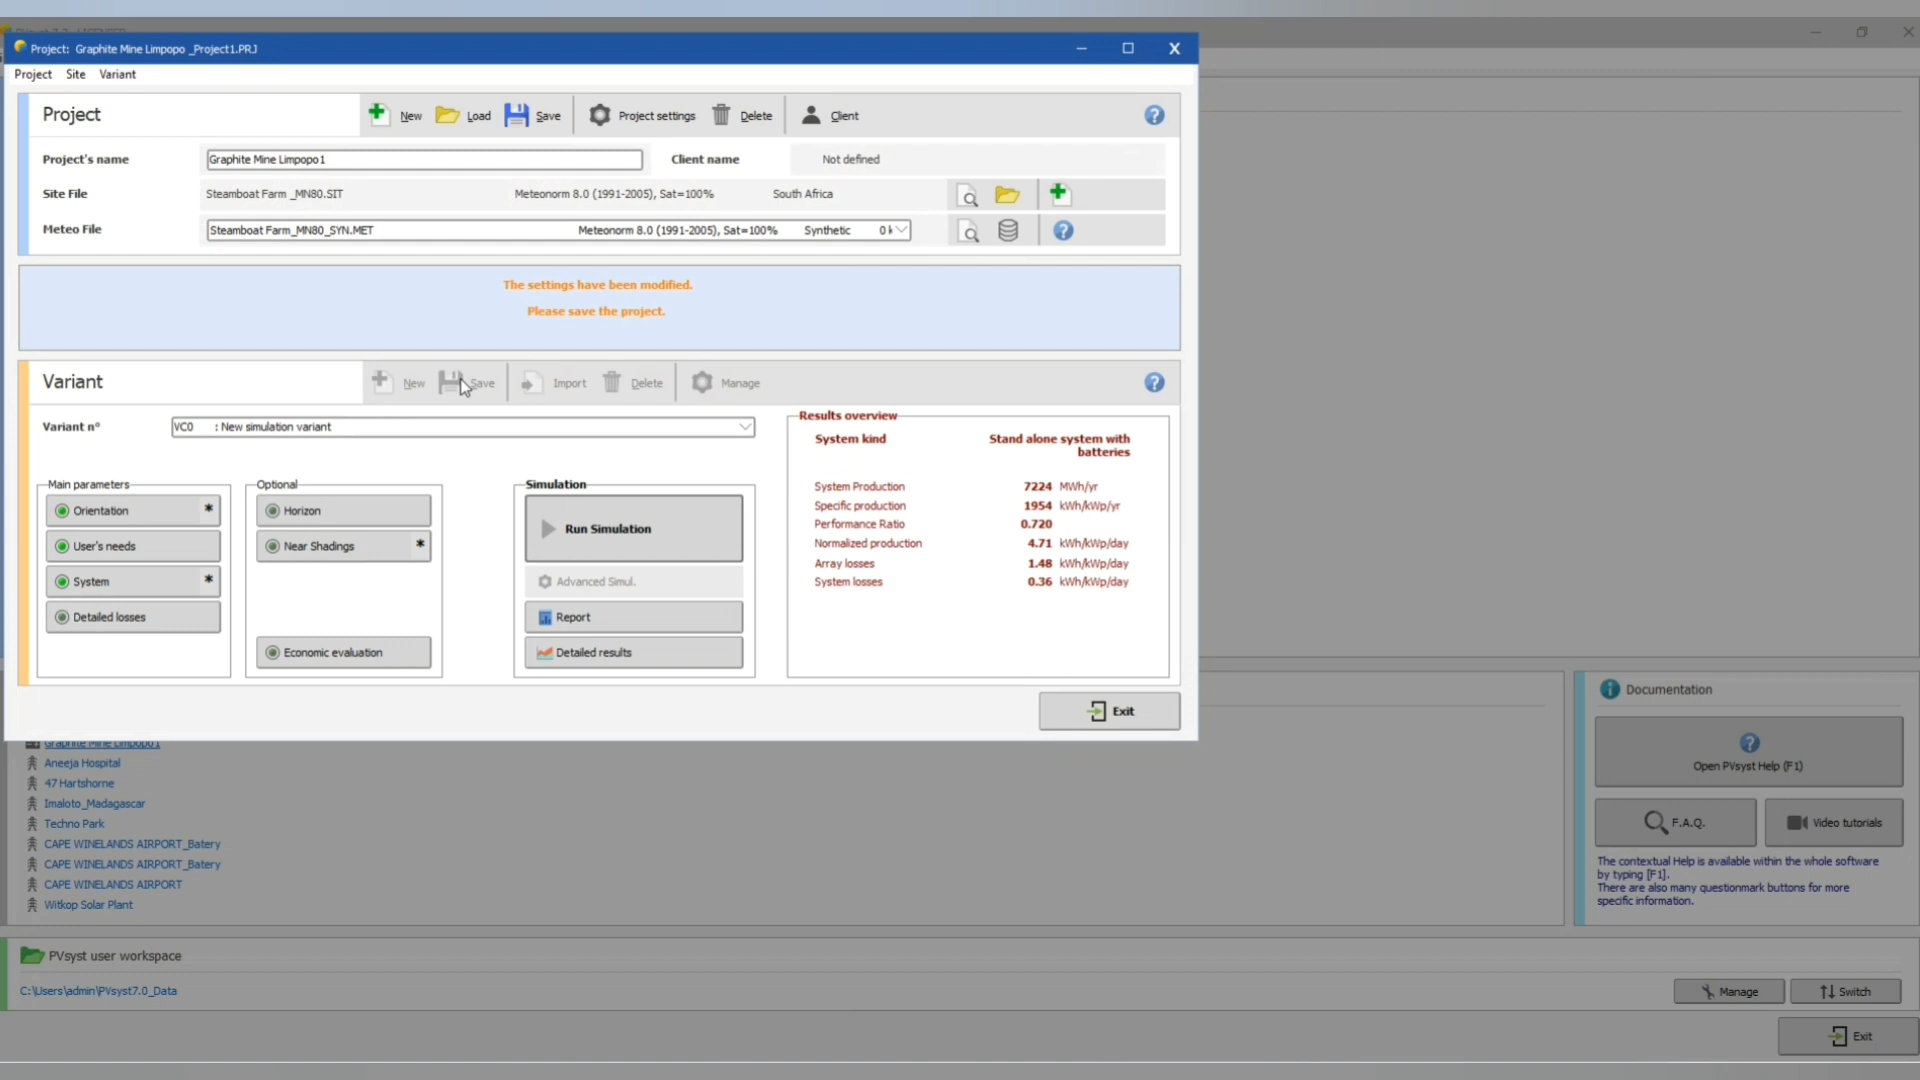 Project: Graphite Mine Limpopo _Project1.PRJ
Project Site Variant
Project New Load Save Project settings Delete Client
Project's name Graphite Mine Limpopo1 Client name Not defined
Site File Steamboat Farm _MN80.SIT Meteonorm 8.0 (1991-2005), Sat=100% South Africa
Meteo File Steamboat Farm_MN80_SYN.MET Meteonorm 8.0 (1991-2005), Sat=100% Synthetic 0 k
The settings have been modified.
Please save the project.
Variant New Save Import Delete Manage
Variant n° VC0 : New simulation variant
Results overview
System kind Stand alone system with
batteries
System Production 7224 MWh/yr
Specific production 1954 kWh/kWp/yr
Performance Ratio 0.720
Normalized production 4.71 kWh/kWp/day
Array losses 1.48 kWh/kWp/day
System losses 0.36 kWh/kWp/day
Main parameters
Orientation *
User's needs
System *
Detailed losses
Optional
Horizon
Near Shadings *
Economic evaluation
Simulation
Run Simulation
Advanced Simul.
Report
Detailed results
Exit
Graphite Mine Limpopo1
Aneeja Hospital
47 Hartshorne
Imaloto_Madagascar
Techno Park
CAPE WINELANDS AIRPORT_Batery
CAPE WINELANDS AIRPORT_Batery
CAPE WINELANDS AIRPORT
Witkop Solar Plant
Documentation
Open PVsyst Help (F1)
F.A.Q. Video tutorials
The contextual Help is available within the whole software
by typing [F1].
There are also many questionmark buttons for more
specific information.
PVsyst user workspace
C:\Users\admin\PVsyst7.0_Data
Manage Switch
Exit